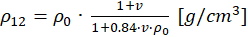 ρ₁₂ = ρ₀ · (1+v)/(1+0.84·v·ρ₀) [g/cm³]